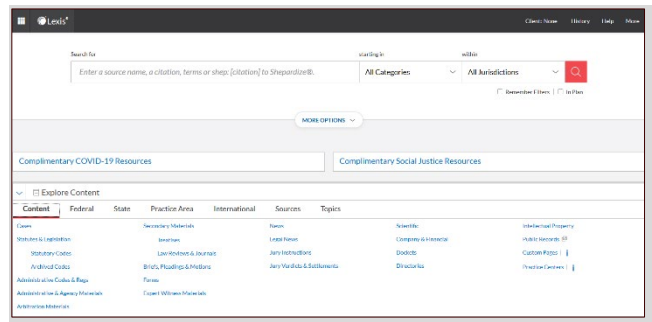 Lexis®
Client: None History Help More
Search for starting in within
Enter a source name, a citation, terms or shep: [citation] to Shepardize®. All Categories All Jurisdictions
Remember Filters | In Plan
MORE OPTIONS
Complimentary COVID-19 Resources Complimentary Social Justice Resources
Explore Content
Content Federal State Practice Area International Sources Topics
Cases Secondary Materials News Scientific Intellectual Property
Statutes & Legislation Treatises Legal News Company & Financial Public Records
Statutory Codes Law Reviews & Journals Jury Instructions Dockets Custom Pages |
Archived Codes Briefs, Pleadings & Motions Jury Verdicts & Settlements Directories Practice Centers |
Administrative Codes & Regs Forms
Administrative & Agency Materials Expert Witness Materials
Arbitration Materials